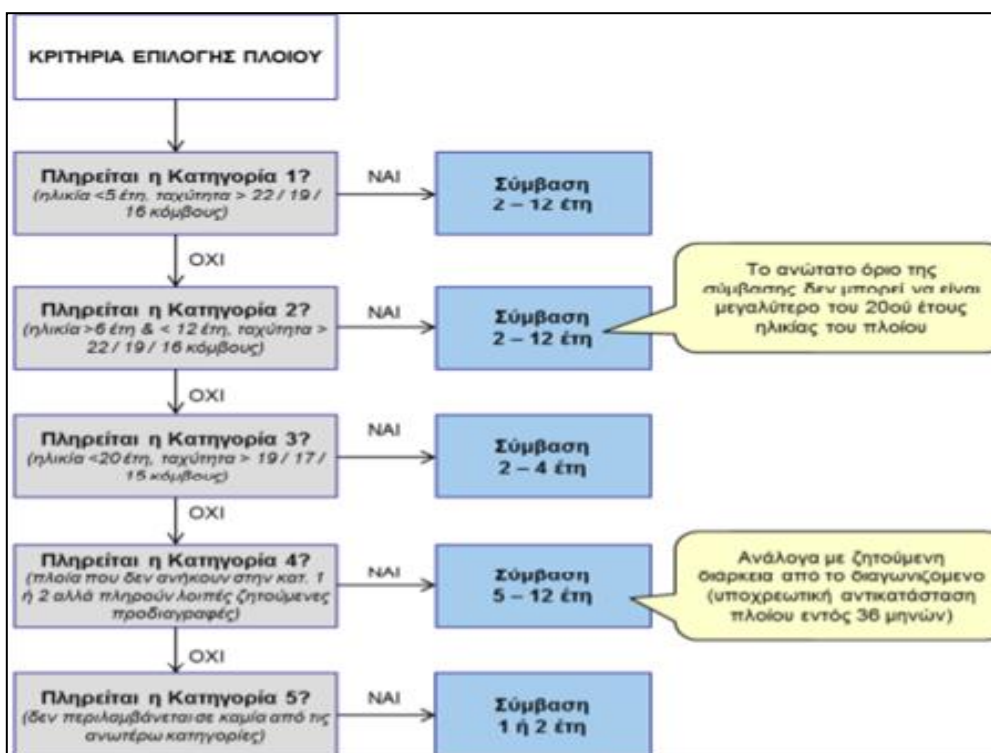 ΚΡΙΤΗΡΙΑ ΕΠΙΛΟΓΗΣ ΠΛΟΙΟΥ
Πληρείται η Κατηγορία 1?
(ηλικία <5 έτη, ταχύτητα > 22 / 19 /
16 κόμβους)
ΝΑΙ
Σύμβαση
2 – 12 έτη
ΟΧΙ
Πληρείται η Κατηγορία 2?
(ηλικία >6 έτη & < 12 έτη, ταχύτητα >
22 / 19 / 16 κόμβους)
ΝΑΙ
Σύμβαση
2 – 12 έτη
Το ανώτατο όριο της
σύμβασης δεν μπορεί να είναι
μεγαλύτερο του 20ού έτους
ηλικίας του πλοίου
ΟΧΙ
Πληρείται η Κατηγορία 3?
(ηλικία <20 έτη, ταχύτητα > 19 / 17 /
15 κόμβους)
ΝΑΙ
Σύμβαση
2 – 4 έτη
ΟΧΙ
Πληρείται η Κατηγορία 4?
(πλοία που δεν ανήκουν στην κατ. 1
ή 2 αλλά πληρούν λοιπές ζητούμενες
προδιαγραφές)
ΝΑΙ
Σύμβαση
5 – 12 έτη
Ανάλογα με ζητούμενη
διάρκεια από το διαγωνιζόμενο
(υποχρεωτική αντικατάσταση
πλοίου εντός 36 μηνών)
ΟΧΙ
Πληρείται η Κατηγορία 5?
(δεν περιλαμβάνεται σε καμία από τις
ανωτέρω κατηγορίες)
ΝΑΙ
Σύμβαση
1 ή 2 έτη